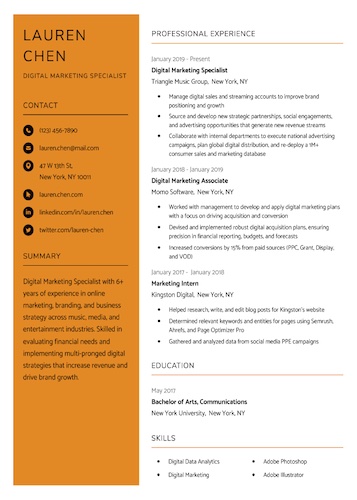 LAUREN
CHEN
DIGITAL MARKETING SPECIALIST
CONTACT
(123) 456-7890
lauren.chen@mail.com
47 W 13th St,
New York, NY 10001
lauren.chen.com
linkedin.com/in/lauren.chen
twitter.com/lauren-chen
SUMMARY
Digital Marketing Specialist with 6+
years of experience in online
marketing, branding, and business
strategy across music, media, and
entertainment industries. Skilled in
evaluating financial needs and
implementing multi-pronged digital
strategies that increase revenue and
drive brand growth.
PROFESSIONAL EXPERIENCE
January 2019 - Present
Digital Marketing Specialist
Triangle Music Group, New York, NY
• Manage digital sales and streaming accounts to improve brand
positioning and growth
• Source and develop new strategic partnerships, social engagements,
and advertising opportunities that generate new revenue streams
• Collaborate with internal departments to execute national advertising
campaigns, plan global digital distribution, and re-deploy a 1M+
consumer sales and marketing database
January 2018 - January 2019
Digital Marketing Associate
Momo Software, New York, NY
• Worked with management to develop and apply digital marketing plans
with a focus on driving acquisition and conversion
• Devised and implemented robust digital acquisition plans, ensuring
precision in financial reporting, budgets, and forecasts
• Increased conversions by 15% from paid sources (PPC, Grant, Display,
and VOD)
January 2017 - January 2018
Marketing Intern
Kingston Digital, New York, NY
• Helped research, write, and edit blog posts for Kingston's website
• Determined relevant keywords and entities for pages using Semrush,
Ahrefs, and Page Optimizer Pro
• Gathered and analyzed data from social media PPE campaigns
EDUCATION
May 2017
Bachelor of Arts, Communications
New York University, New York, NY
SKILLS
• Digital Data Analytics
• Digital Marketing
• Adobe Photoshop
• Adobe Illustrator